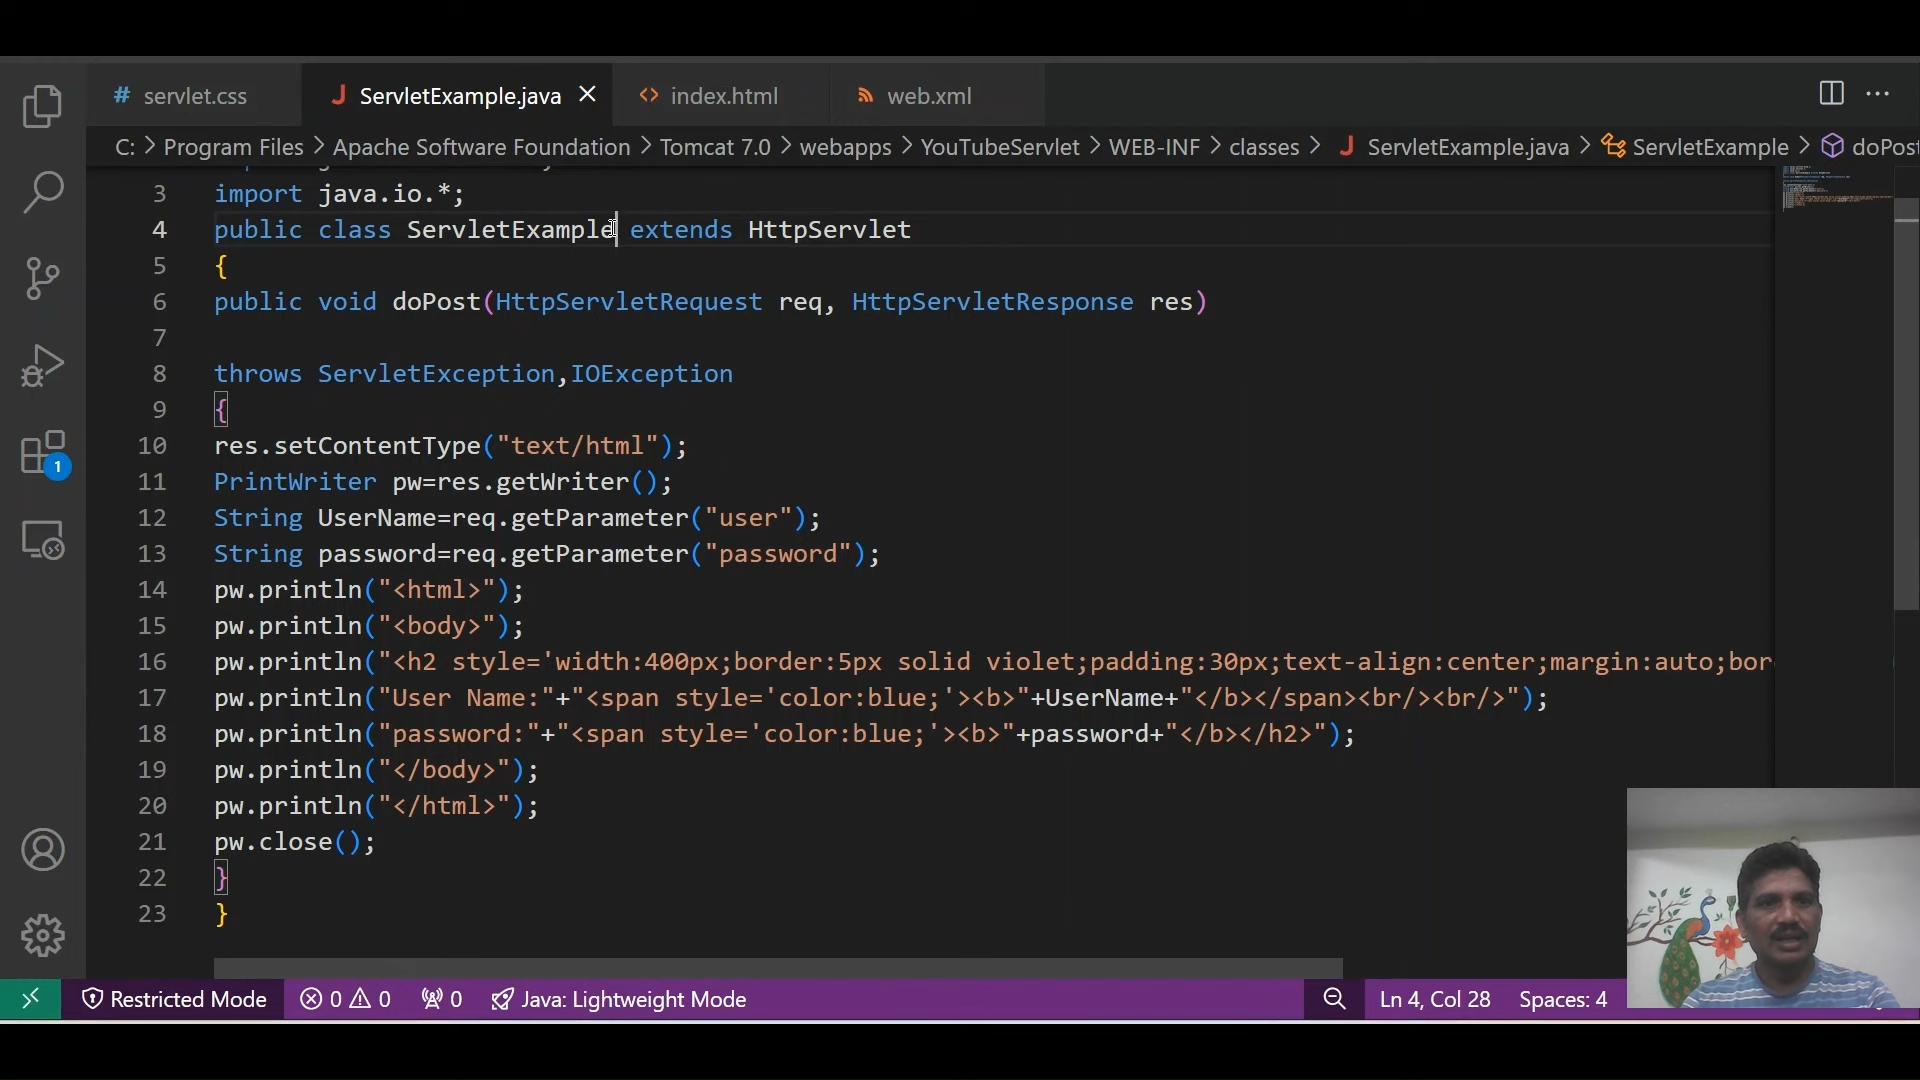 # servlet.css J ServletExample.java × <> index.html web.xml ...
C: > Program Files > Apache Software Foundation > Tomcat 7.0 > webapps > YouTubeServlet > WEB-INF > classes > J ServletExample.java > ServletExample > doPost
3 import java.io.*;
4 public class ServletExample extends HttpServlet
5 {
6 public void doPost(HttpServletRequest req, HttpServletResponse res)
7
8 throws ServletException,IOException
9 {
10 res.setContentType("text/html");
11 PrintWriter pw=res.getWriter();
12 String UserName=req.getParameter("user");
13 String password=req.getParameter("password");
14 pw.println("<html>");
15 pw.println("<body>");
16 pw.println("<h2 style='width:400px;border:5px solid violet;padding:30px;text-align:center;margin:auto;bor
17 pw.println("User Name:"+"<span style='color:blue;'><b>"+UserName+"</b></span><br/><br/>");
18 pw.println("password:"+"<span style='color:blue;'><b>"+password+"</b></h2>");
19 pw.println("</body>");
20 pw.println("</html>");
21 pw.close();
22 }
23 }
1
Restricted Mode 0 0 0 Java: Lightweight Mode Ln 4, Col 28 Spaces: 4